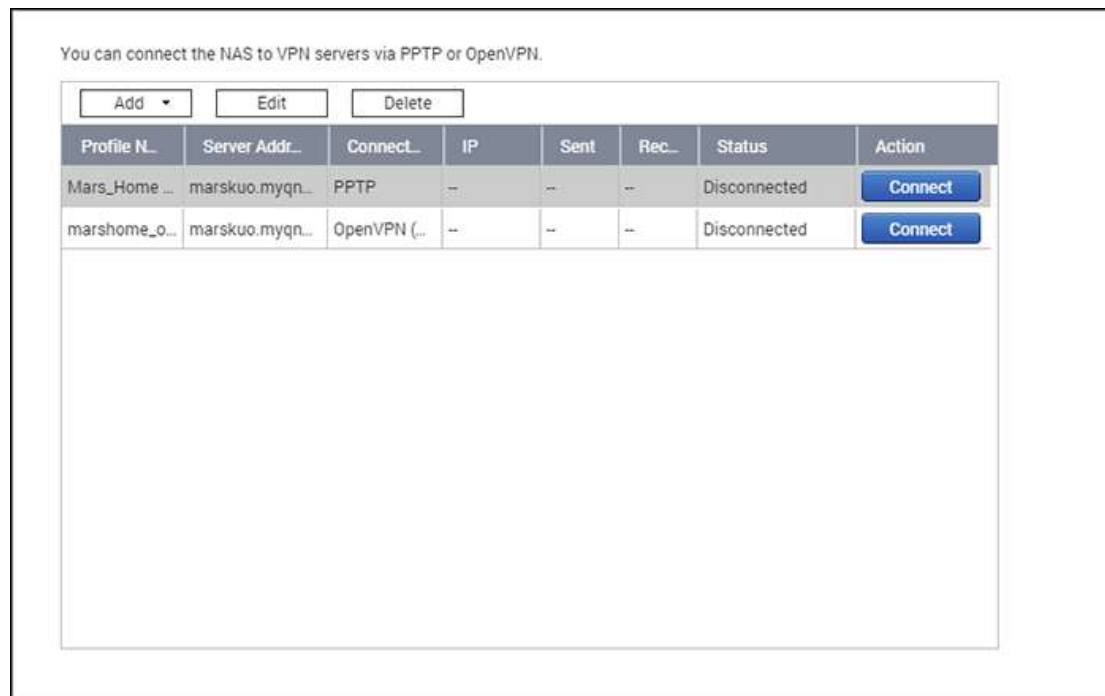 You can connect the NAS to VPN servers via PPTP or OpenVPN.
Add Edit Delete
Profile N... Server Addr... Connect... IP Sent Rec... Status Action
Mars_Home ... marskuo.myqn... PPTP -- -- -- Disconnected Connect
marshome_o... marskuo.myqn... OpenVPN (... -- -- -- Disconnected Connect